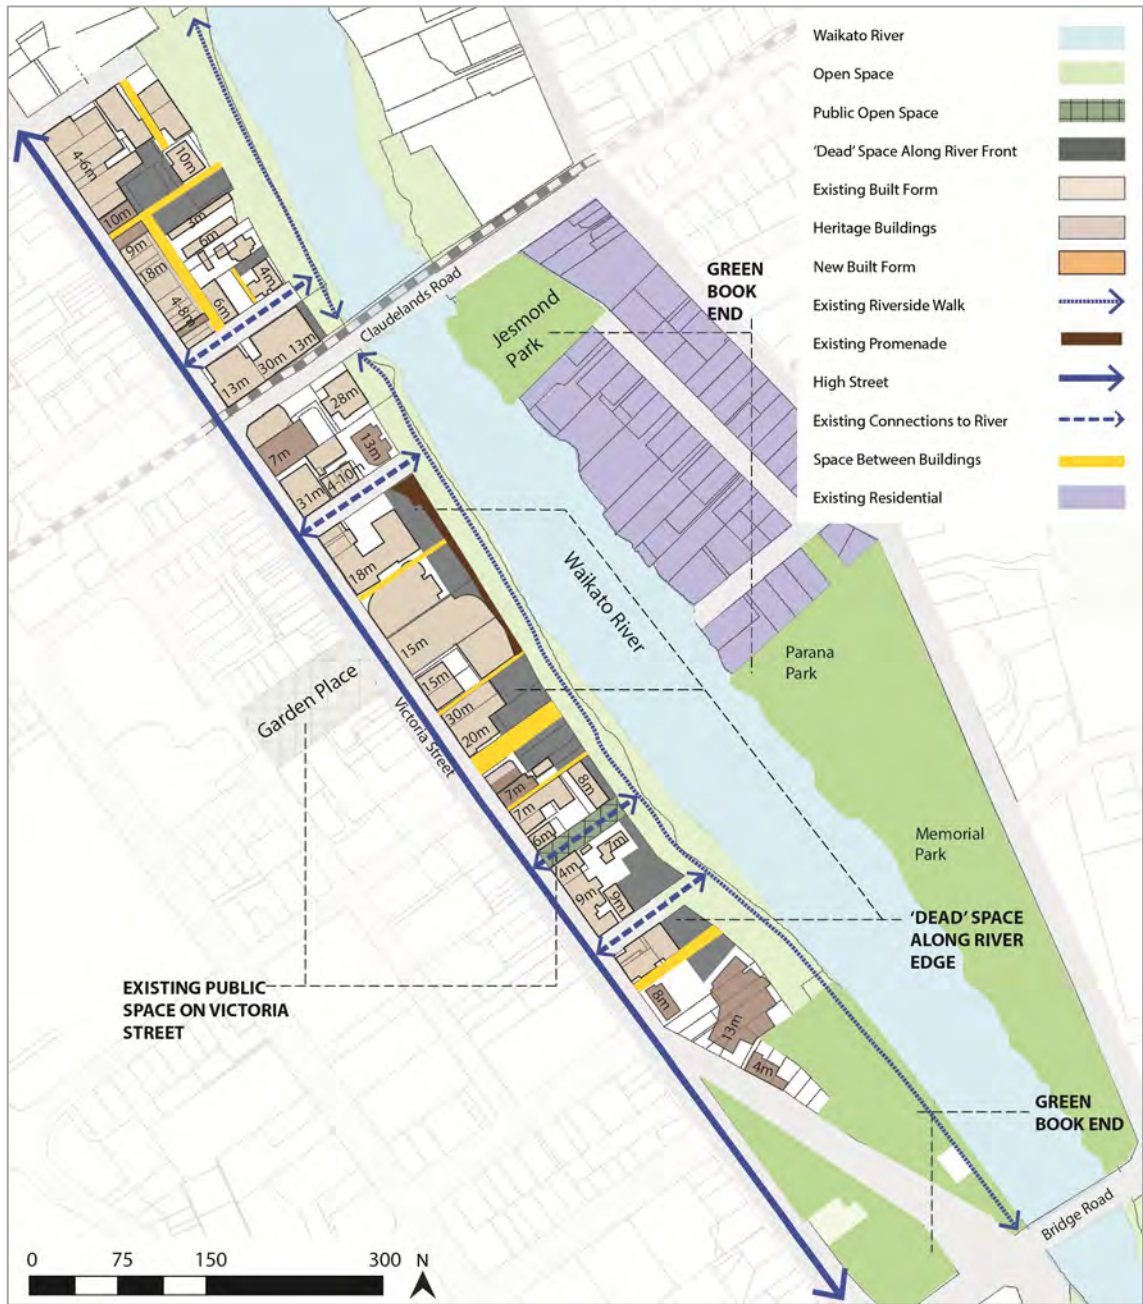 Waikato River
Open Space
Public Open Space
'Dead' Space Along River Front
Existing Built Form
Heritage Buildings
New Built Form
Existing Riverside Walk
Existing Promenade
High Street
Existing Connections to River
Space Between Buildings
Existing Residential
4-6m
10m
10m
3m
6m
9m
18m
4m
6m
4-8m
13m
30m
13m
Claudelands Road
GREEN
BOOK
END
Jesmond
Park
28m
7m
13m
31m
4-10m
18m
Waikato River
15m
Parana
Park
15m
Garden Place
Victoria Street
30m
20m
7m
8m
7m
6m
7m
4m
9m
9m
Memorial
Park
'DEAD' SPACE
ALONG RIVER
EDGE
EXISTING PUBLIC
SPACE ON VICTORIA
STREET
8m
13m
4m
GREEN
BOOK END
Bridge Road
0 75 150 300 N